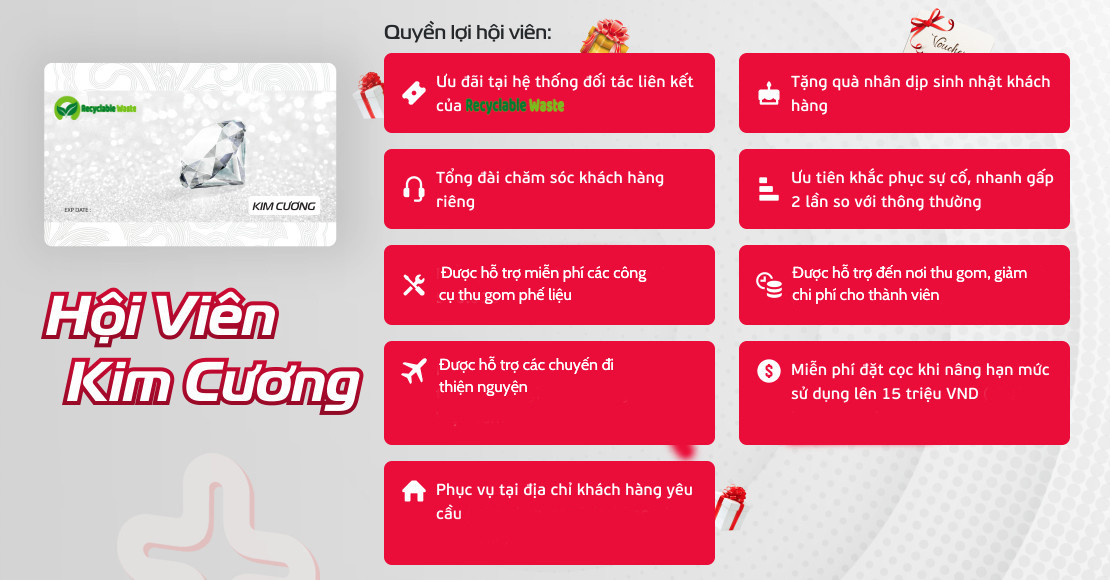 Quyền lợi hội viên:
Voucher
Recyclable Waste
EXP DATE :
KIM CƯƠNG
Hội Viên
Kim Cương
Ưu đãi tại hệ thống đối tác liên kết
của Recyclable Waste
Tặng quà nhân dịp sinh nhật khách
hàng
Tổng đài chăm sóc khách hàng
riêng
Ưu tiên khắc phục sự cố, nhanh gấp
2 lần so với thông thường
Được hỗ trợ miễn phí các công
cụ thu gom phế liệu
Được hỗ trợ đến nơi thu gom, giảm
chi phí cho thành viên
Được hỗ trợ các chuyến đi
thiện nguyện
Miễn phí đặt cọc khi nâng hạn mức
sử dụng lên 15 triệu VND
Phục vụ tại địa chỉ khách hàng yêu
cầu